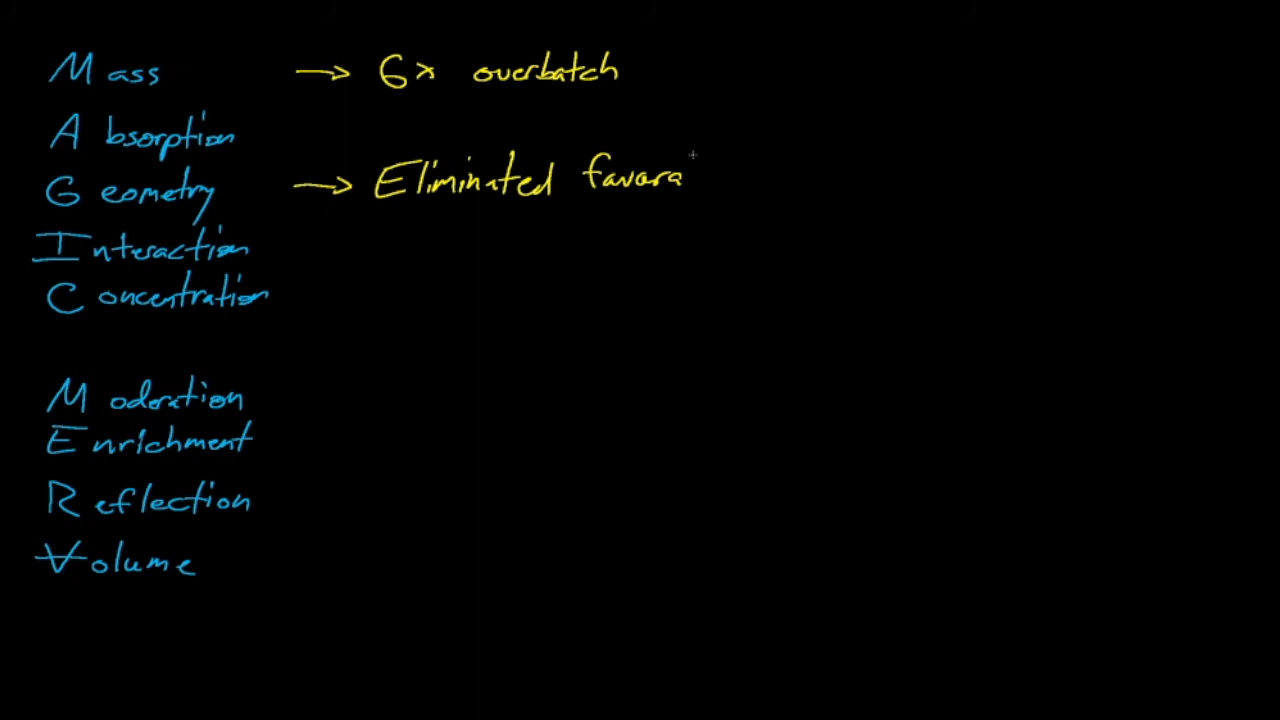 Mass → 6x overbatch
Absorption
Geometry → Eliminated favora
Interaction
Concentration
Moderation
Enrichment
Reflection
Volume